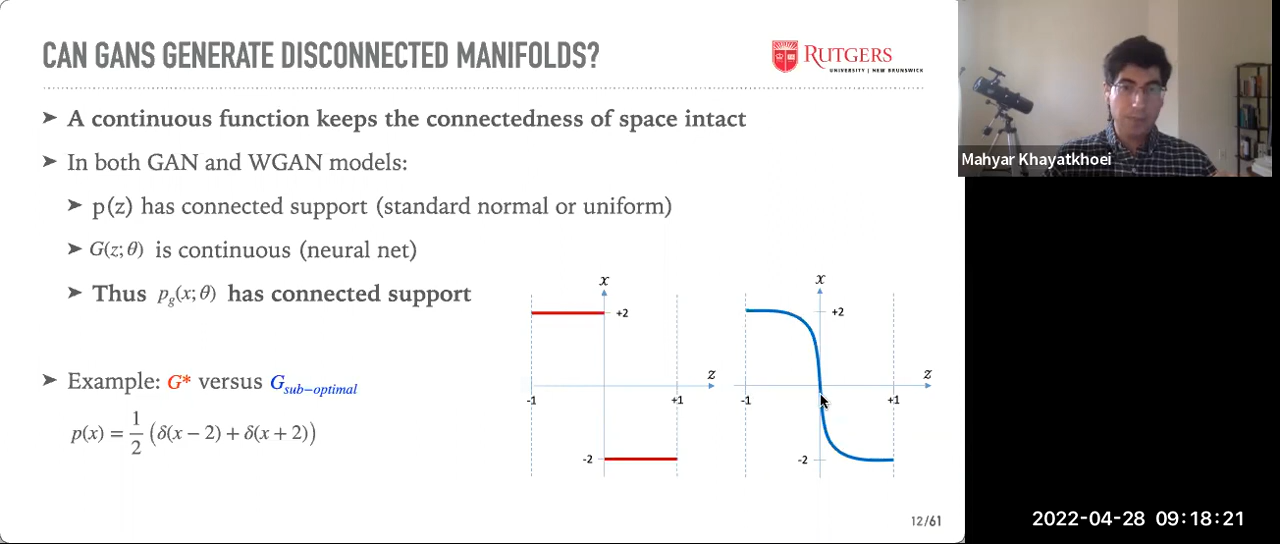 CAN GANS GENERATE DISCONNECTED MANIFOLDS?
RUTGERS
UNIVERSITY | NEW BRUNSWICK
➤ A continuous function keeps the connectedness of space intact
➤ In both GAN and WGAN models:
➤ p(z) has connected support (standard normal or uniform)
➤ G(z; θ) is continuous (neural net)
➤ Thus p_g(x; θ) has connected support
➤ Example: G* versus G_sub−optimal
p(x) = 1/2 (δ(x − 2) + δ(x + 2))
x
+2
z
-1
+1
-2
x
+2
z
-1
+1
-2
12/61
Mahyar Khayatkhoei
2022-04-28 09:18:21